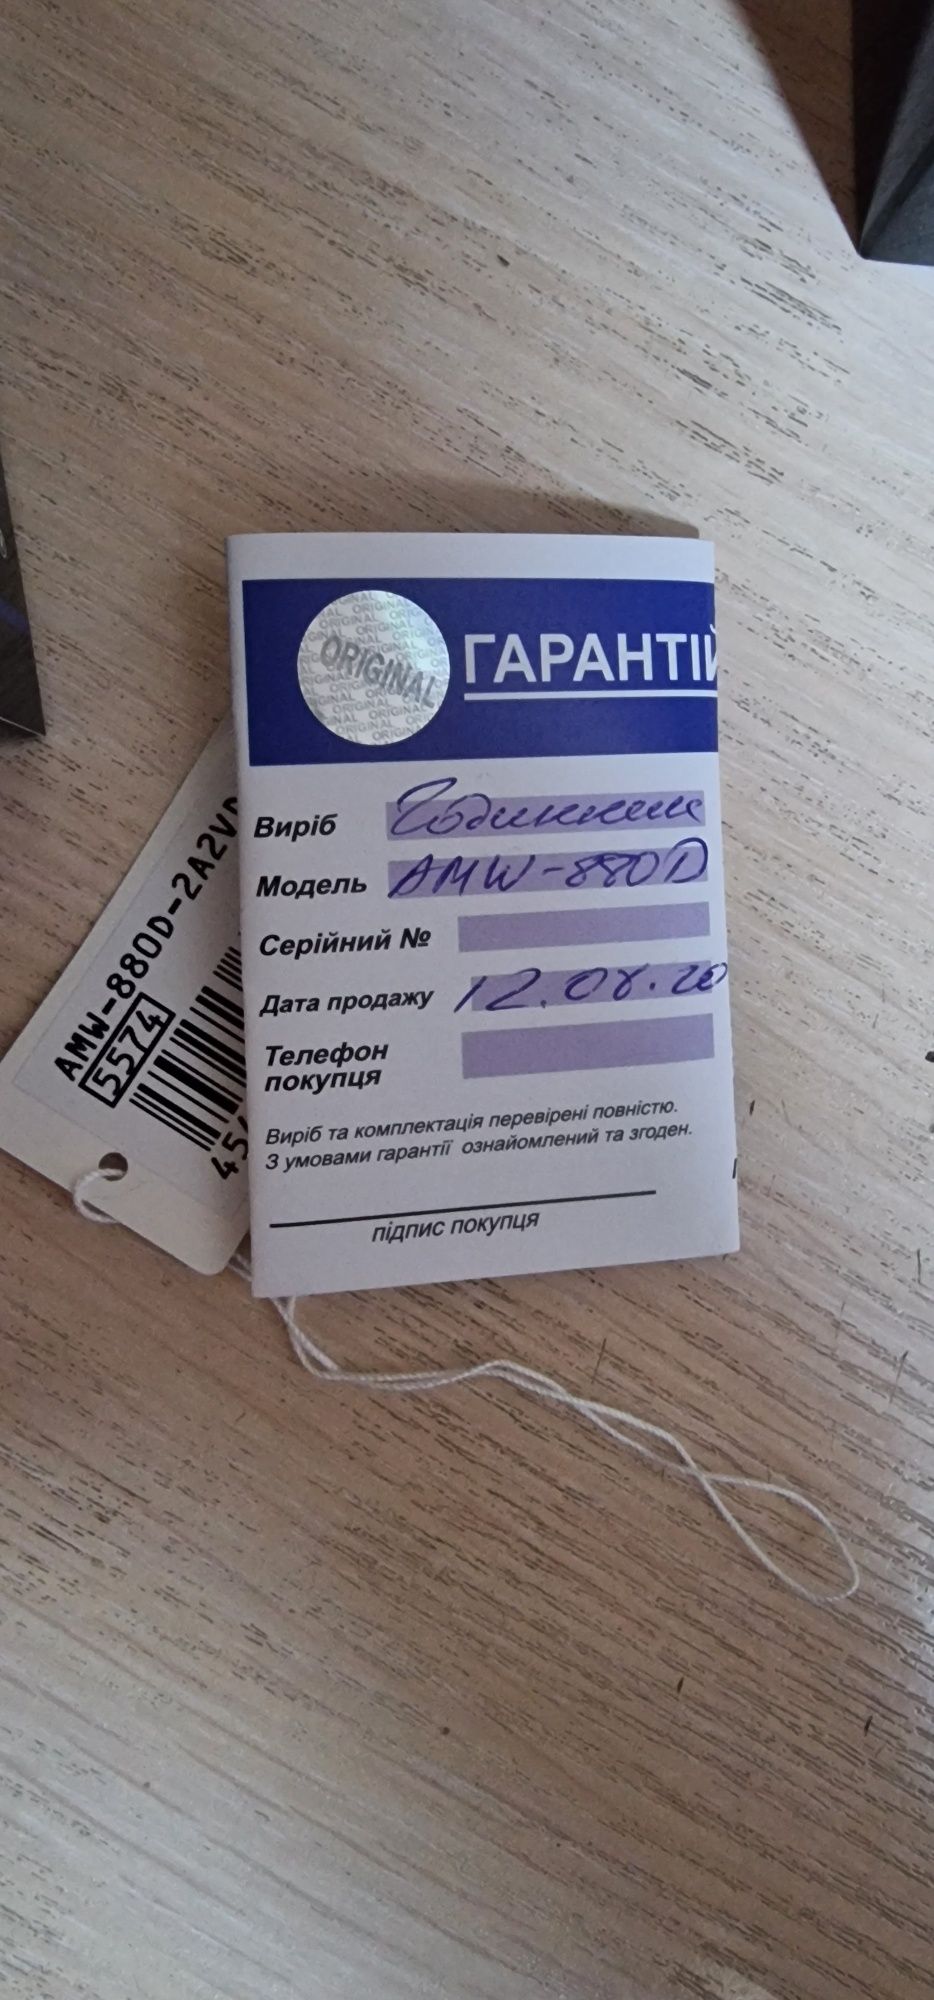 ORIGINAL
ГАРАНТІЙ
Виріб Годинник
Модель AMW-880D
Серійний №
Дата продажу 12.08.20
Телефон
покупця
Виріб та комплектація перевірені повністю.
З умовами гарантії ознайомлений та згоден.
підпис покупця
AMW-880D-2A2VD
5574
45